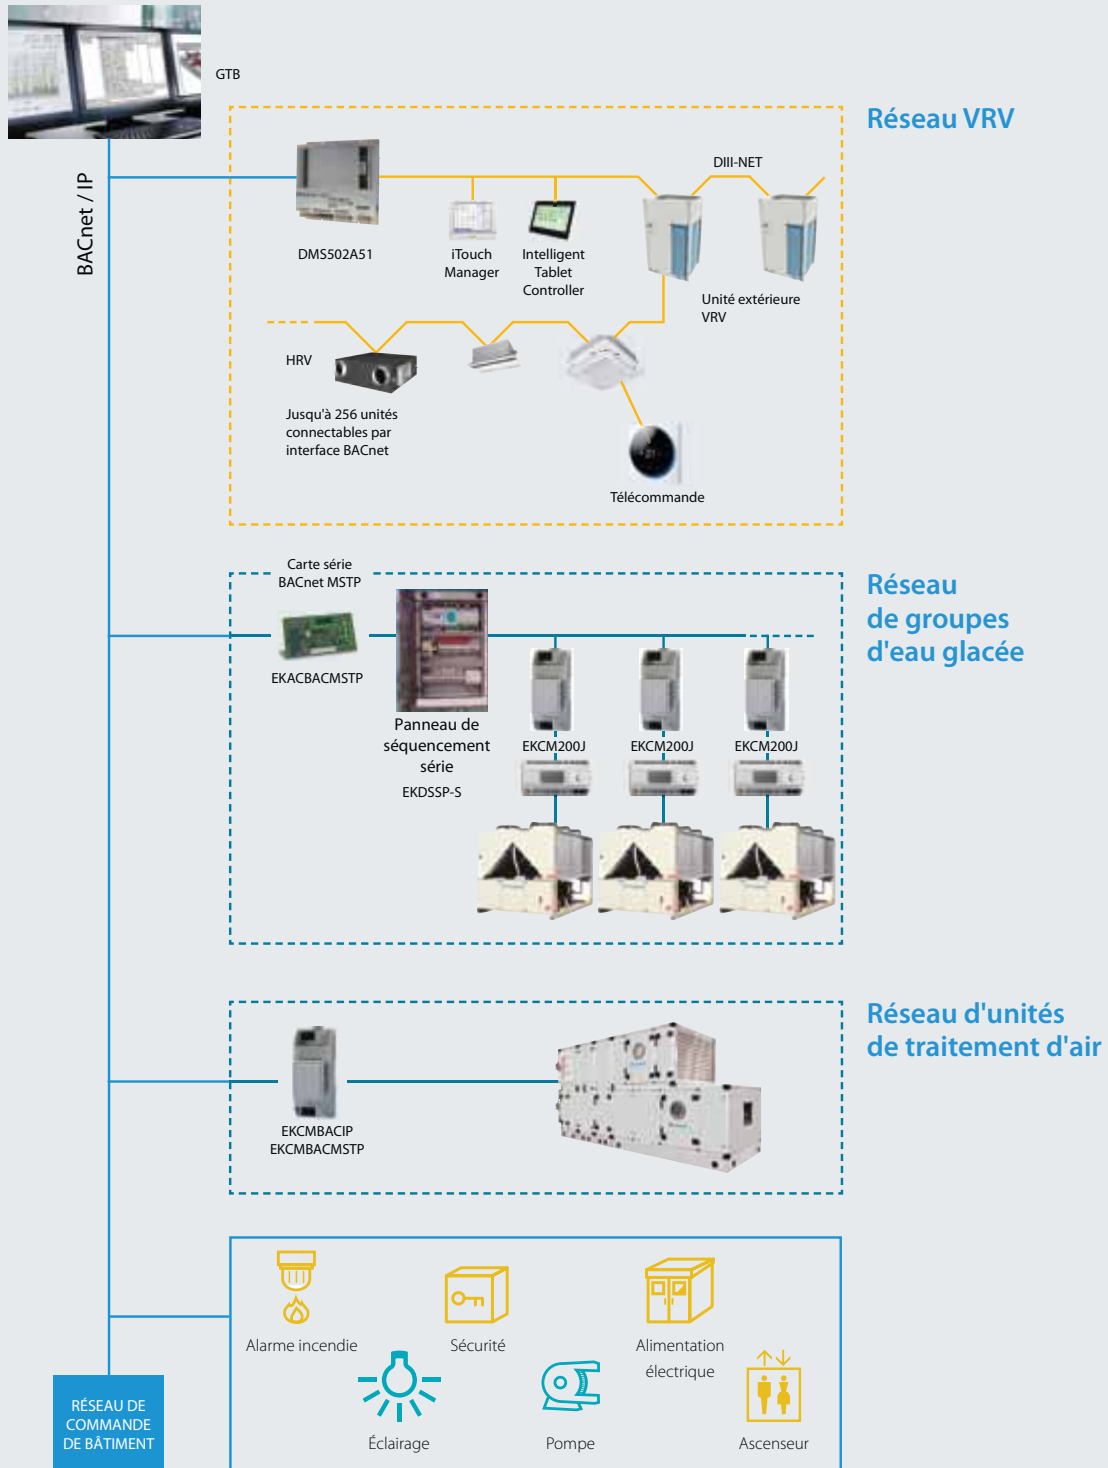 GTB
BACnet / IP
Réseau VRV
DIII-NET
DMS502A51
iTouch
Manager
Intelligent
Tablet
Controller
Unité extérieure
VRV
HRV
Jusqu'à 256 unités
connectables par
interface BACnet
Télécommande
Réseau
de groupes
d'eau glacée
Carte série
BACnet MSTP
EKACBACMSTP
Panneau de
séquencement
série
EKDSSP-S
EKCM200J
EKCM200J
EKCM200J
Réseau d'unités
de traitement d'air
EKCMBACIP
EKCMBACMSTP
Alarme incendie
Sécurité
Alimentation
électrique
Éclairage
Pompe
Ascenseur
RÉSEAU DE
COMMANDE
DE BÂTIMENT